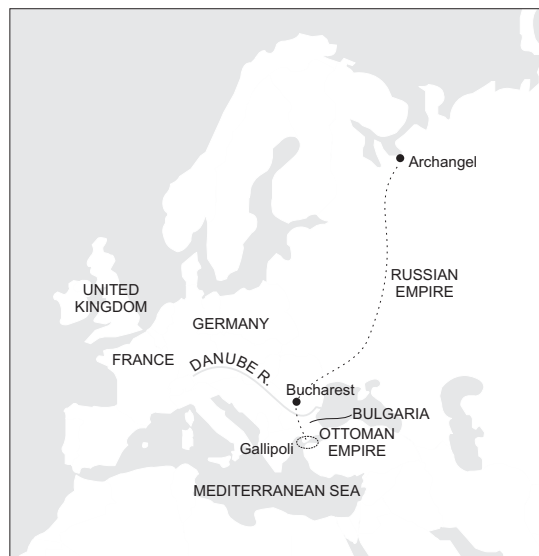 Archangel
RUSSIAN
EMPIRE
UNITED
KINGDOM
GERMANY
FRANCE
DANUBE R.
Bucharest
BULGARIA
OTTOMAN
EMPIRE
Gallipoli
MEDITERRANEAN SEA